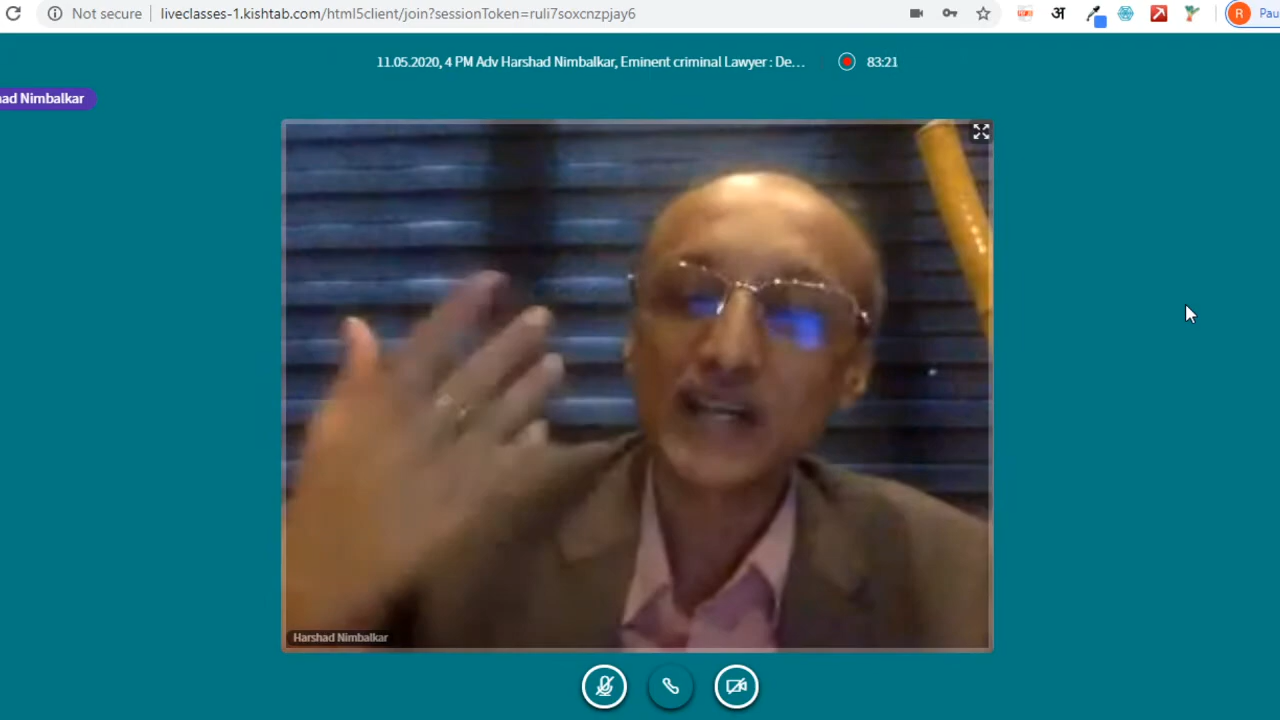 Not secure liveclasses-1.kishtab.com/html5client/join?sessionToken=ruli7soxcnzpjay6 अ R Pau
11.05.2020, 4 PM Adv Harshad Nimbalkar, Eminent criminal Lawyer : De... 83:21
ad Nimbalkar
Harshad Nimbalkar